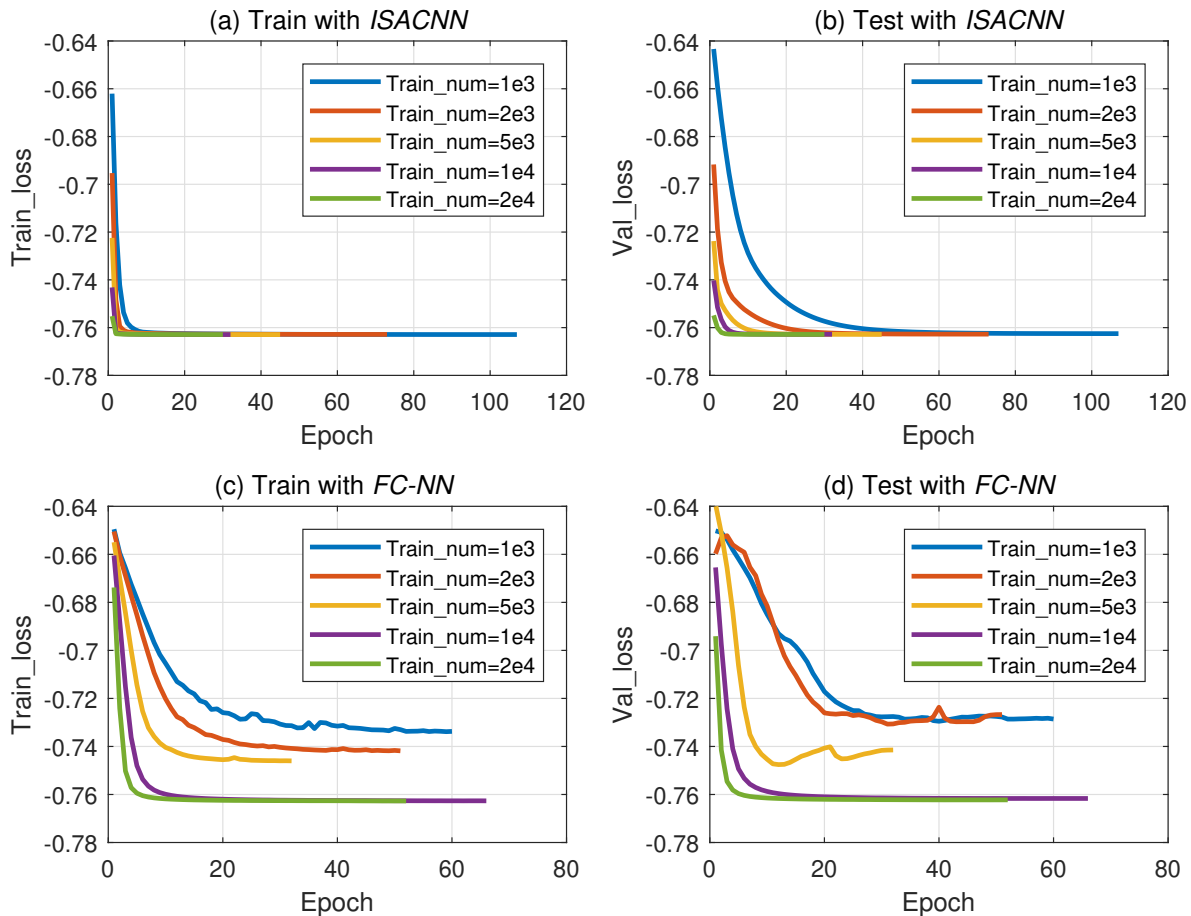 (a) Train with ISACNN
-0.64
-0.66
-0.68
-0.7
-0.72
-0.74
-0.76
-0.78
Train_loss
0 20 40 60 80 100 120
Epoch
Train_num=1e3
Train_num=2e3
Train_num=5e3
Train_num=1e4
Train_num=2e4
(b) Test with ISACNN
-0.64
-0.66
-0.68
-0.7
-0.72
-0.74
-0.76
-0.78
Val_loss
0 20 40 60 80 100 120
Epoch
Train_num=1e3
Train_num=2e3
Train_num=5e3
Train_num=1e4
Train_num=2e4
(c) Train with FC-NN
-0.64
-0.66
-0.68
-0.7
-0.72
-0.74
-0.76
-0.78
Train_loss
0 20 40 60 80
Epoch
Train_num=1e3
Train_num=2e3
Train_num=5e3
Train_num=1e4
Train_num=2e4
(d) Test with FC-NN
-0.64
-0.66
-0.68
-0.7
-0.72
-0.74
-0.76
-0.78
Val_loss
0 20 40 60 80
Epoch
Train_num=1e3
Train_num=2e3
Train_num=5e3
Train_num=1e4
Train_num=2e4